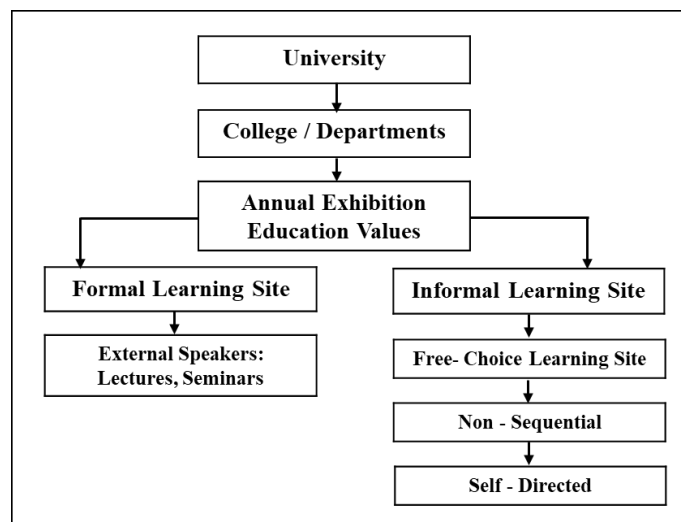 University
College / Departments
Annual Exhibition
Education Values
Formal Learning Site
Informal Learning Site
External Speakers:
Lectures, Seminars
Free- Choice Learning Site
Non - Sequential
Self - Directed